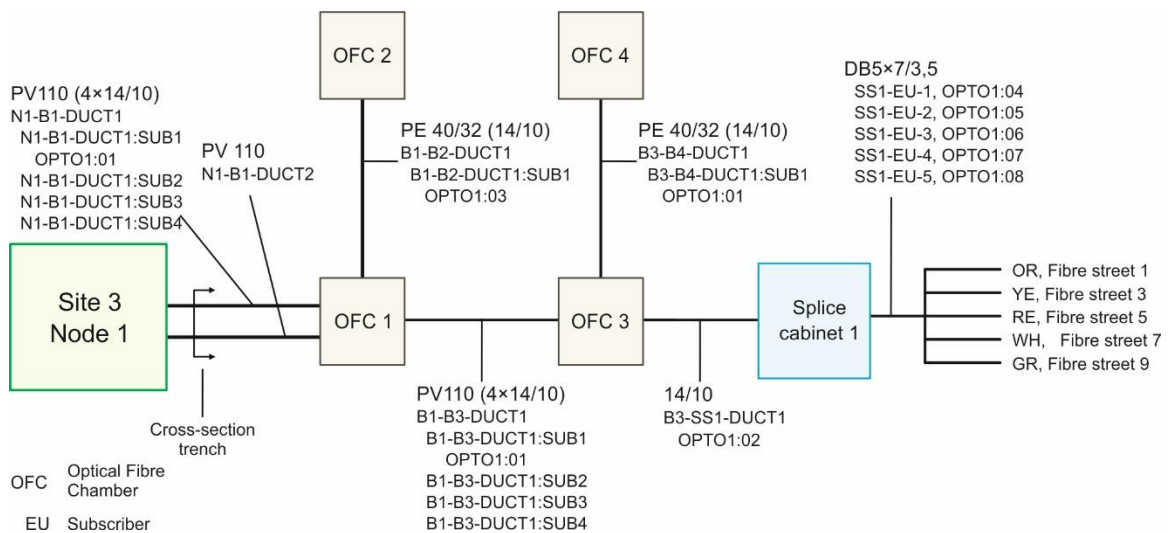 OFC 2
OFC 4
PV110 (4×14/10)
N1-B1-DUCT1
N1-B1-DUCT1:SUB1
OPTO1:01
N1-B1-DUCT1:SUB2
N1-B1-DUCT1:SUB3
N1-B1-DUCT1:SUB4
PV 110
N1-B1-DUCT2
PE 40/32 (14/10)
B1-B2-DUCT1
B1-B2-DUCT1:SUB1
OPTO1:03
PE 40/32 (14/10)
B3-B4-DUCT1
B3-B4-DUCT1:SUB1
OPTO1:01
DB5×7/3,5
SS1-EU-1, OPTO1:04
SS1-EU-2, OPTO1:05
SS1-EU-3, OPTO1:06
SS1-EU-4, OPTO1:07
SS1-EU-5, OPTO1:08
Site 3
Node 1
OFC 1
OFC 3
Splice
cabinet 1
OR, Fibre street 1
YE, Fibre street 3
RE, Fibre street 5
WH, Fibre street 7
GR, Fibre street 9
Cross-section
trench
PV110 (4×14/10)
B1-B3-DUCT1
B1-B3-DUCT1:SUB1
OPTO1:01
B1-B3-DUCT1:SUB2
B1-B3-DUCT1:SUB3
B1-B3-DUCT1:SUB4
14/10
B3-SS1-DUCT1
OPTO1:02
OFC Optical Fibre
Chamber
EU Subscriber